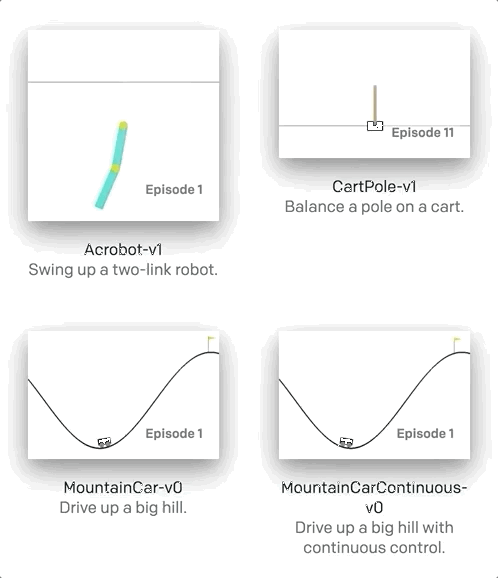 Episode 1
Acrobot-v1
Swing up a two-link robot.
Episode 11
CartPole-v1
Balance a pole on a cart.
Episode 1
MountainCar-v0
Drive up a big hill.
Episode 1
MountainCarContinuous-
v0
Drive up a big hill with
continuous control.